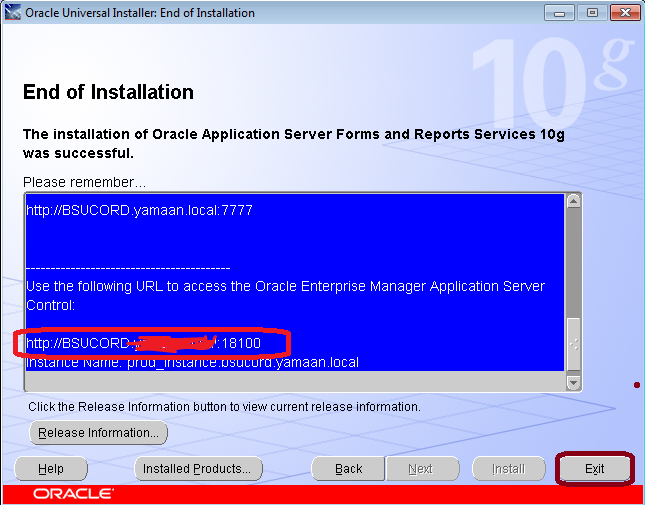 Oracle Universal Installer: End of Installation
10g
End of Installation
The installation of Oracle Application Server Forms and Reports Services 10g
was successful.
Please remember...
http://BSUCORD.yamaan.local:7777
-----------------------------------------
Use the following URL to access the Oracle Enterprise Manager Application Server
Control:
http://BSUCORD. :18100
Instance Name: prod_instance.bsucord.yamaan.local
Click the Release Information button to view current release information.
Release Information...
Help Installed Products... Back Next Install Exit
ORACLE